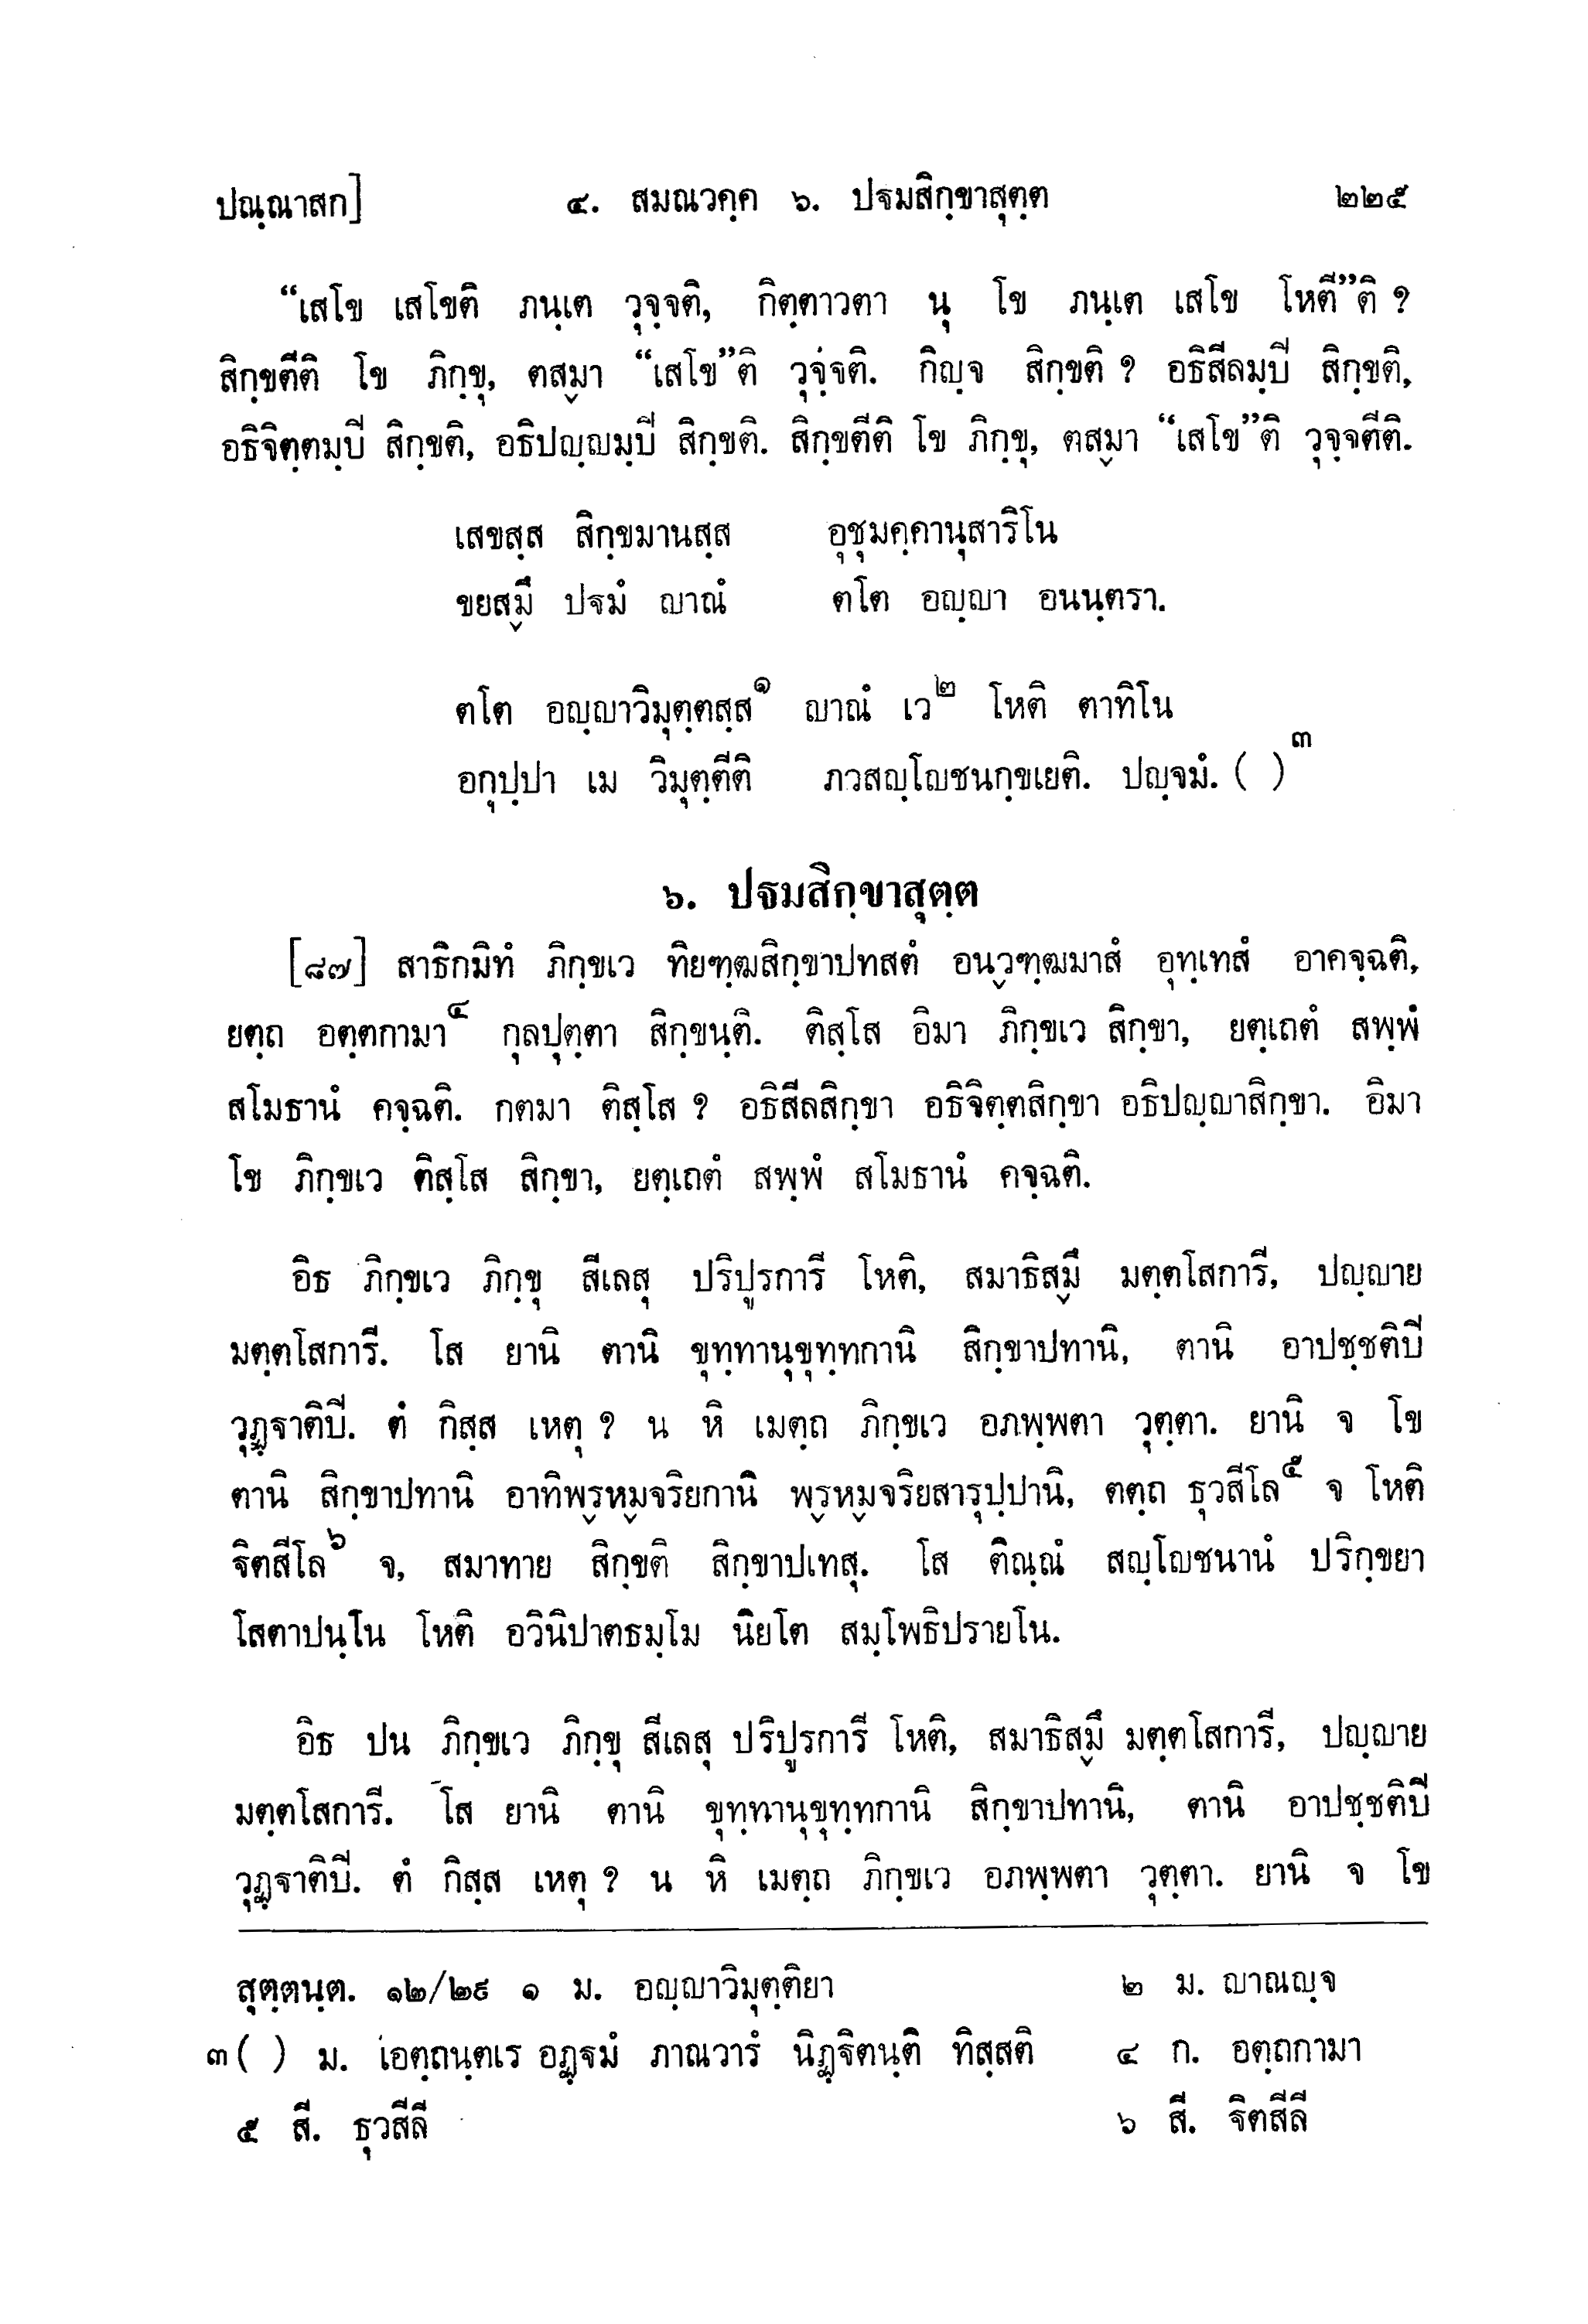 ปณฺณาสก] ๔. สมณวคฺค ๖. ปฐมสิกฺขาสุตฺต ๒๒๕
“เสโข เสโขติ ภนฺเต วุจฺจติ, กิตฺตาวตา นุ โข ภนฺเต เสโข โหตี”ติ ?
สิกฺขตีติ โข ภิกฺขุ, ตสฺมา “เสโข”ติ วุจฺจติ. กิญฺจ สิกฺขติ ? อธิสีลมฺปิ สิกฺขติ,
อธิจิตฺตมฺปิ สิกฺขติ, อธิปญฺญมฺปิ สิกฺขติ. สิกฺขตีติ โข ภิกฺขุ, ตสฺมา “เสโข”ติ วุจฺจตีติ.
เสขสฺส สิกฺขมานสฺส อุชุมคฺคานุสาริโน
ขยสฺมึ ปฐมํ ญาณํ ตโต อญฺญา อนนฺตรา.
ตโต อญฺญาวิมุตฺตสฺส๑ ญาณํ เว๒ โหติ ตาทิโน
อกุปฺปา เม วิมุตฺตีติ ภวสญฺโญชนกฺขเยติ. ปญฺจมํ. ( )๓
๖. ปฐมสิกฺขาสุตฺต
[๘๗] สาธิกมิทํ ภิกฺขเว ทิยฑฺฒสิกฺขาปทสตํ อนฺวฑฺฒมาสํ อุทฺเทสํ อาคจฺฉติ,
ยตฺถ อตฺตกามา๔ กุลปุตฺตา สิกฺขนฺติ. ติสฺโส อิมา ภิกฺขเว สิกฺขา, ยตฺเถตํ สพฺพํ
สโมธานํ คจฺฉติ. กตมา ติสฺโส ? อธิสีลสิกฺขา อธิจิตฺตสิกฺขา อธิปญฺญาสิกฺขา. อิมา
โข ภิกฺขเว ติสฺโส สิกฺขา, ยตฺเถตํ สพฺพํ สโมธานํ คจฺฉติ.
อิธ ภิกฺขเว ภิกฺขุ สีเลสุ ปริปูรการี โหติ, สมาธิสฺมึ มตฺตโสการี, ปญฺญาย
มตฺตโสการี. โส ยานิ ตานิ ขุทฺทานุขุทฺทกานิ สิกฺขาปทานิ, ตานิ อาปชฺชติปิ
วุฏฺฐาติปิ. ตํ กิสฺส เหตุ ? น หิ เมตฺถ ภิกฺขเว อภพฺพตา วุตฺตา. ยานิ จ โข
ตานิ สิกฺขาปทานิ อาทิพฺรหฺมจริยกานิ พฺรหฺมจริยสารุปฺปานิ, ตตฺถ ธุวสีโล๕ จ โหติ
ฐิตสีโล๖ จ, สมาทาย สิกฺขติ สิกฺขาปเทสุ. โส ติณฺณํ สญฺโญชนานํ ปริกฺขยา
โสตาปนฺโน โหติ อวินิปาตธมฺโม นิยโต สมฺโพธิปรายโน.
อิธ ปน ภิกฺขเว ภิกฺขุ สีเลสุ ปริปูรการี โหติ, สมาธิสฺมึ มตฺตโสการี, ปญฺญาย
มตฺตโสการี. โส ยานิ ตานิ ขุทฺทานุขุทฺทกานิ สิกฺขาปทานิ, ตานิ อาปชฺชติปิ
วุฏฺฐาติปิ. ตํ กิสฺส เหตุ ? น หิ เมตฺถ ภิกฺขเว อภพฺพตา วุตฺตา. ยานิ จ โข
สุตฺตนฺต. ๑๒/๒๙ ๑ ม. อญฺญาวิมุตฺติยา ๒ ม. ญาณญฺจ
๓ ( ) ม. เอตฺถนฺตเร อฏฺฐมํ ภาณวารํ นิฏฺฐิตนฺติ ทิสฺสติ ๔ ก. อตฺถกามา
๕ สี. ธุวสีลี ๖ สี. ฐิตสีลี